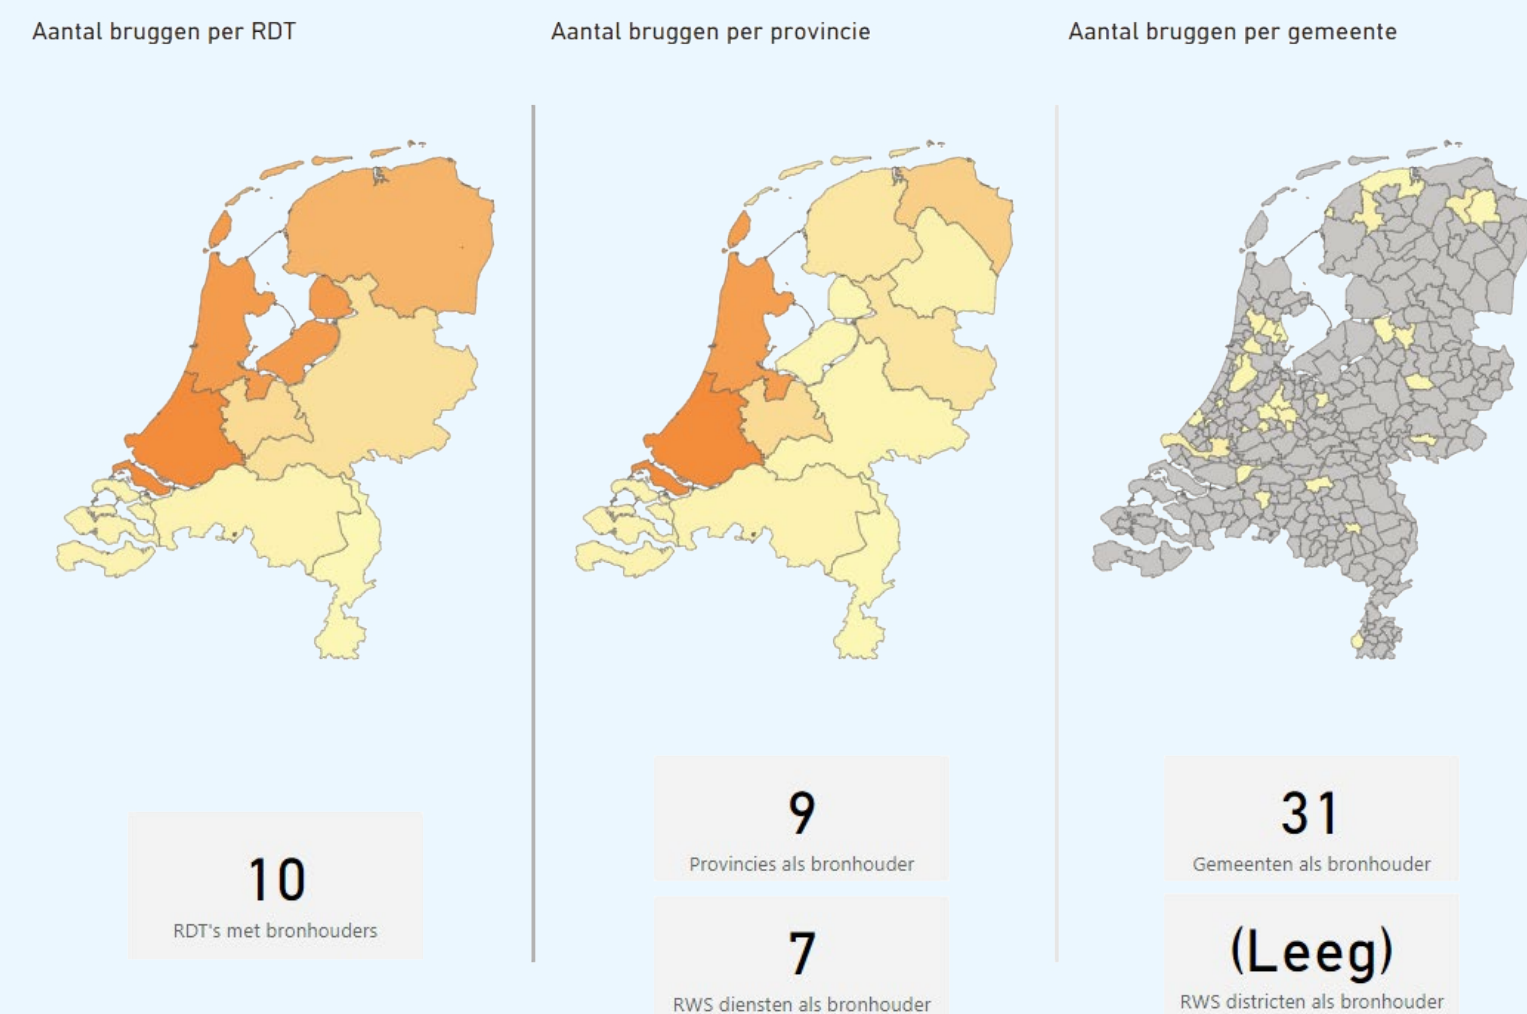 Aantal bruggen per RDT
Aantal bruggen per provincie
Aantal bruggen per gemeente
10
RDT's met bronhouders
9
Provincies als bronhouder
7
RWS diensten als bronhouder
31
Gemeenten als bronhouder
(Leeg)
RWS districten als bronhouder